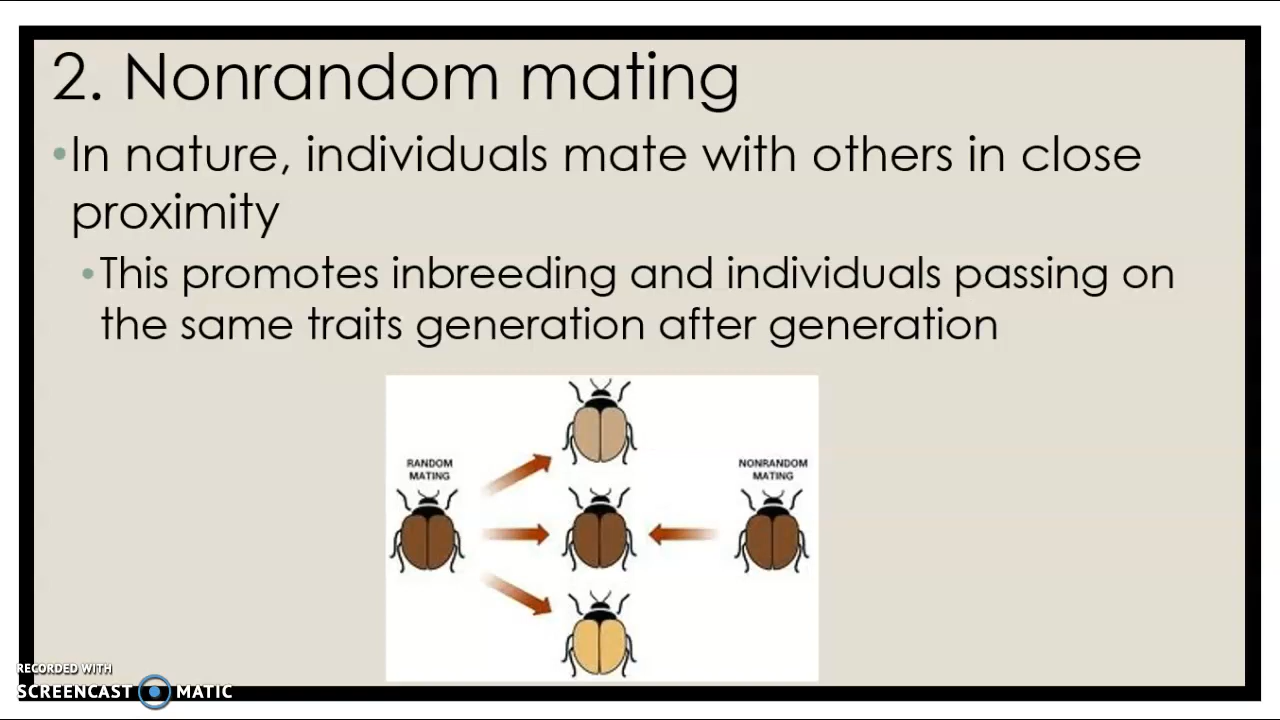 2. Nonrandom mating
•In nature, individuals mate with others in close
proximity
•This promotes inbreeding and individuals passing on
the same traits generation after generation
RANDOM
MATING
NONRANDOM
MATING
RECORDED WITH
SCREENCAST MATIC